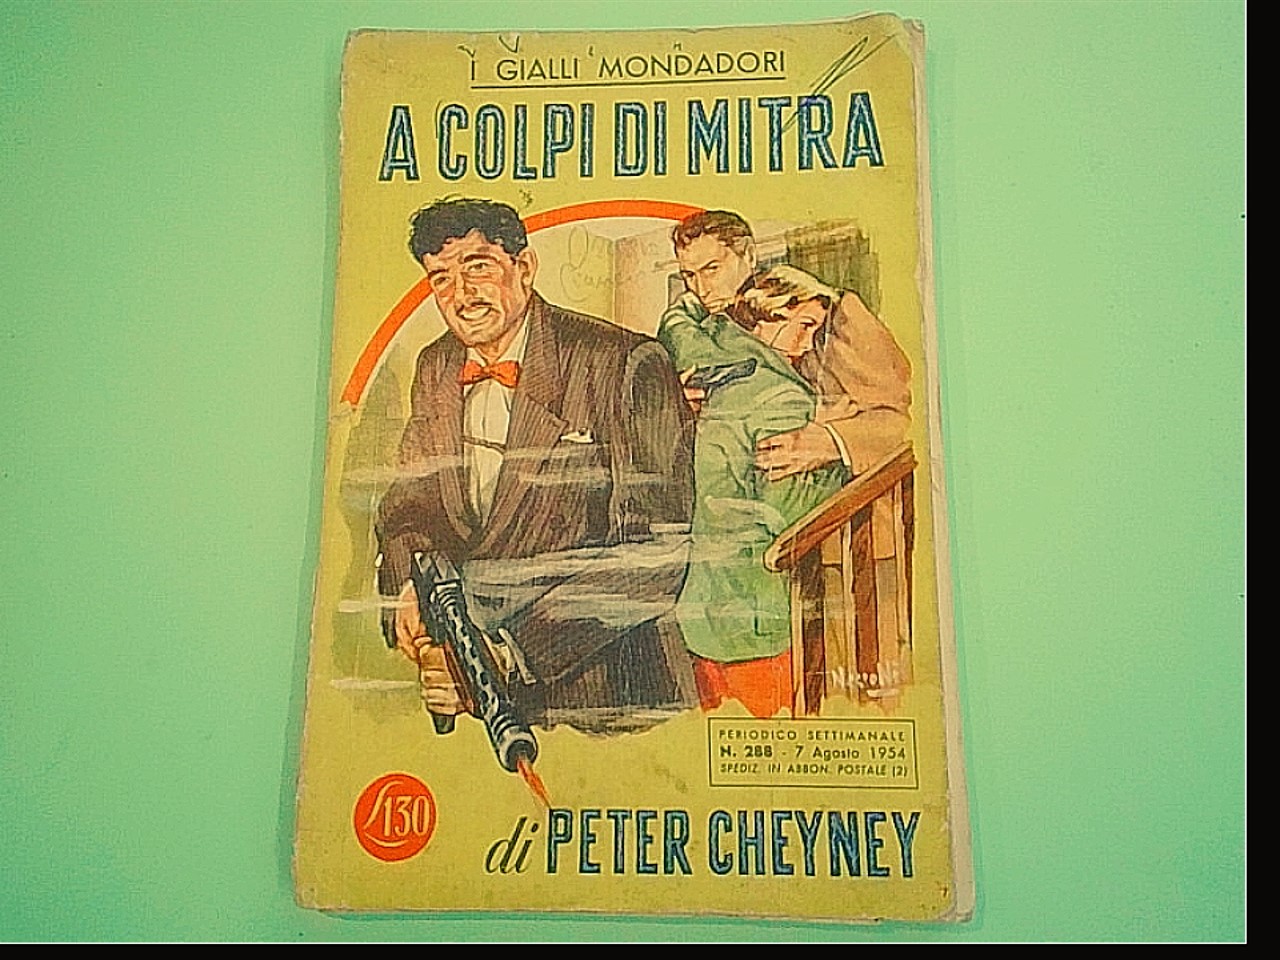 I GIALLI MONDADORI
A COLPI DI MITRA
PERIODICO SETTIMANALE
N. 288 - 7 Agosto 1954
SPEDIZ. IN ABBON. POSTALE (2)
L 130
di PETER CHEYNEY